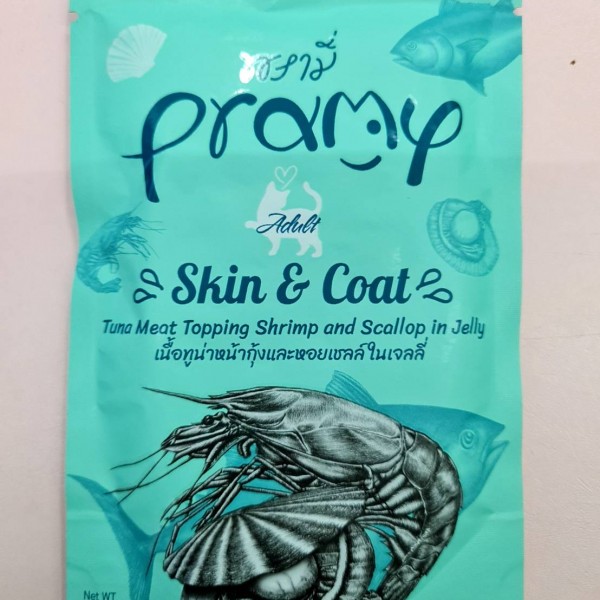 พรามี่
pramy
Adult
Skin & Coat
Tuna Meat Topping Shrimp and Scallop in Jelly
เนื้อทูน่าหน้ากุ้งและหอยเชลล์ในเจลลี่
Net WT